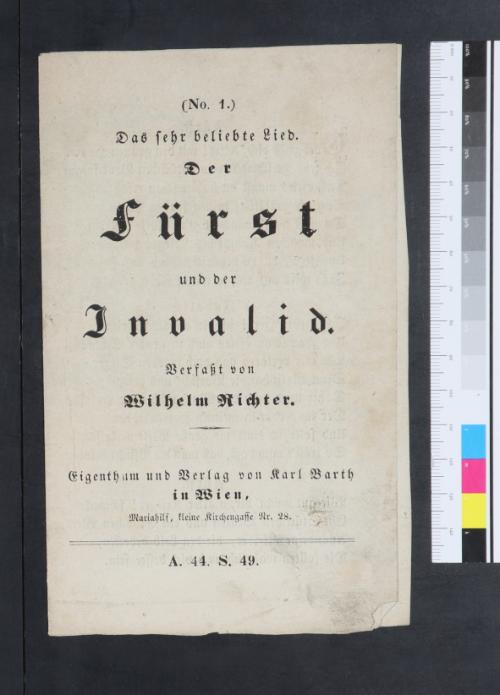 (No. 1.)
Das sehr beliebte Lied.
Der
Fürst
und der
Invalid.
Verfaßt von
Wilhelm Richter.
Eigenthum und Verlag von Karl Barth
in Wien,
Mariahilf, kleine Kirchengasse Nr. 28.
A. 44. S. 49.